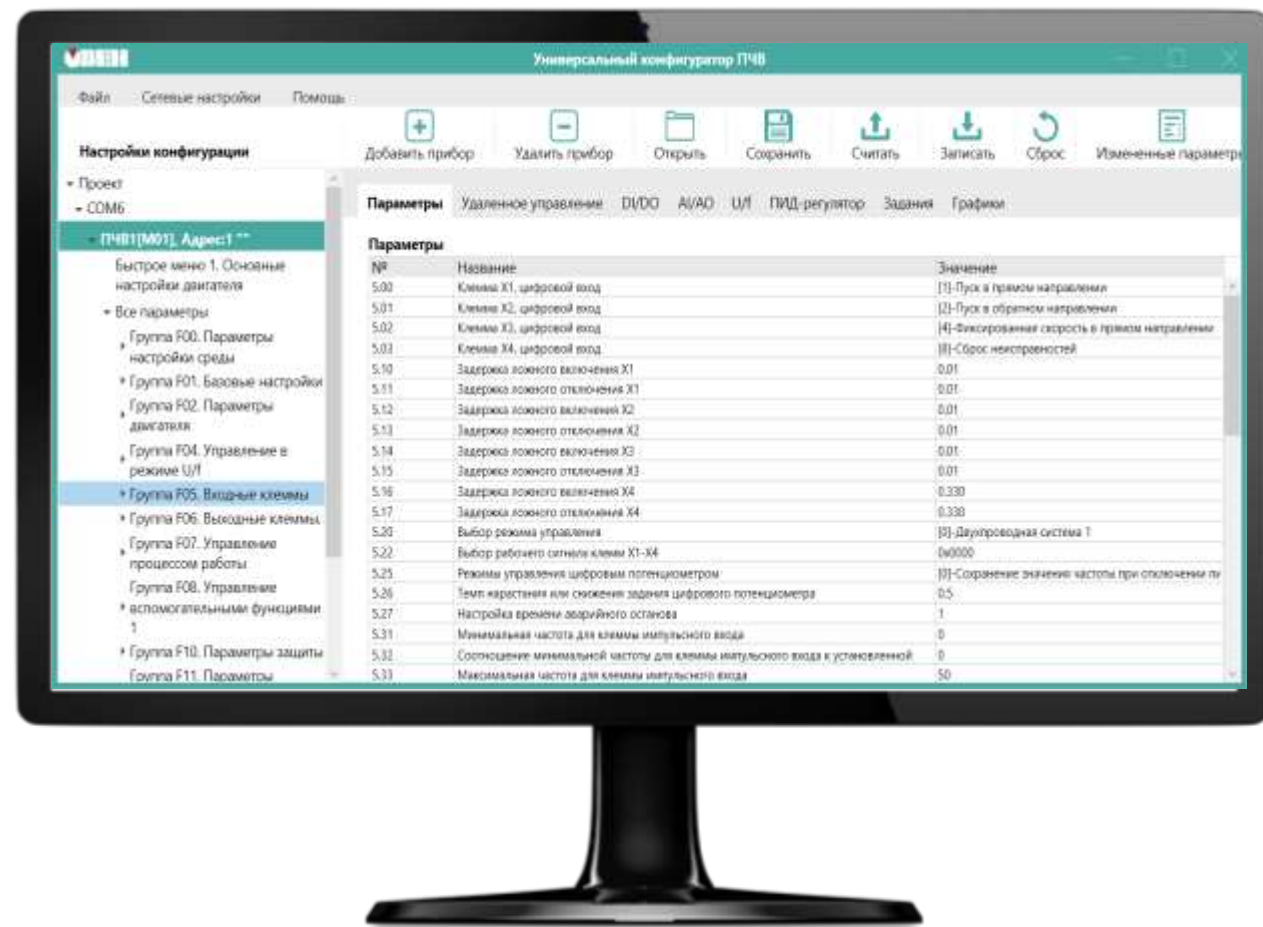 Универсальный конфигуратор ПЧВ
Файл Сетевые настройки Помощь
Настройки конфигурации
Добавить прибор Удалить прибор Открыть Сохранить Считать Записать Сброс Измененные параметры
Проект
COM6
ПЧВ1[M01], Адрес:1 **
Быстрое меню 1. Основные
настройки двигателя
Все параметры
Группа F00. Параметры
настройки среды
Группа F01. Базовые настройки
Группа F02. Параметры
двигателя
Группа F04. Управление в
режиме U/f
Группа F05. Входные клеммы
Группа F06. Выходные клеммы.
Группа F07. Управление
процессом работы
Группа F08. Управление
вспомогательными функциями
1
Группа F10. Параметры защиты
Группа F11. Параметры
Параметры Удаленное управление DI/DO AI/AO U/f ПИД-регулятор Задания Графики
Параметры
№ Название Значение
5.00 Клемма X1, цифровой вход [1]-Пуск в прямом направлении
5.01 Клемма X2, цифровой вход [2]-Пуск в обратном направлении
5.02 Клемма X3, цифровой вход [4]-Фиксированная скорость в прямом направлении
5.03 Клемма X4, цифровой вход [8]-Сброс неисправностей
5.10 Задержка ложного включения X1 0.01
5.11 Задержка ложного отключения X1 0.01
5.12 Задержка ложного включения X2 0.01
5.13 Задержка ложного отключения X2 0.01
5.14 Задержка ложного включения X3 0.01
5.15 Задержка ложного отключения X3 0.01
5.16 Задержка ложного включения X4 0.330
5.17 Задержка ложного отключения X4 0.330
5.20 Выбор режима управления [0]-Двухпроводная система 1
5.22 Выбор рабочего сигнала клемм X1-X4 0x0000
5.25 Режимы управления цифровым потенциометром [0]-Сохранение значения частоты при отключении
5.26 Темп нарастания или снижения задания цифрового потенциометра 0.5
5.27 Настройка времени аварийного останова 1
5.31 Минимальная частота для клеммы импульсного входа 0
5.32 Соотношение минимальной частоты для клеммы импульсного входа к установленной 0
5.33 Максимальная частота для клеммы импульсного входа 50